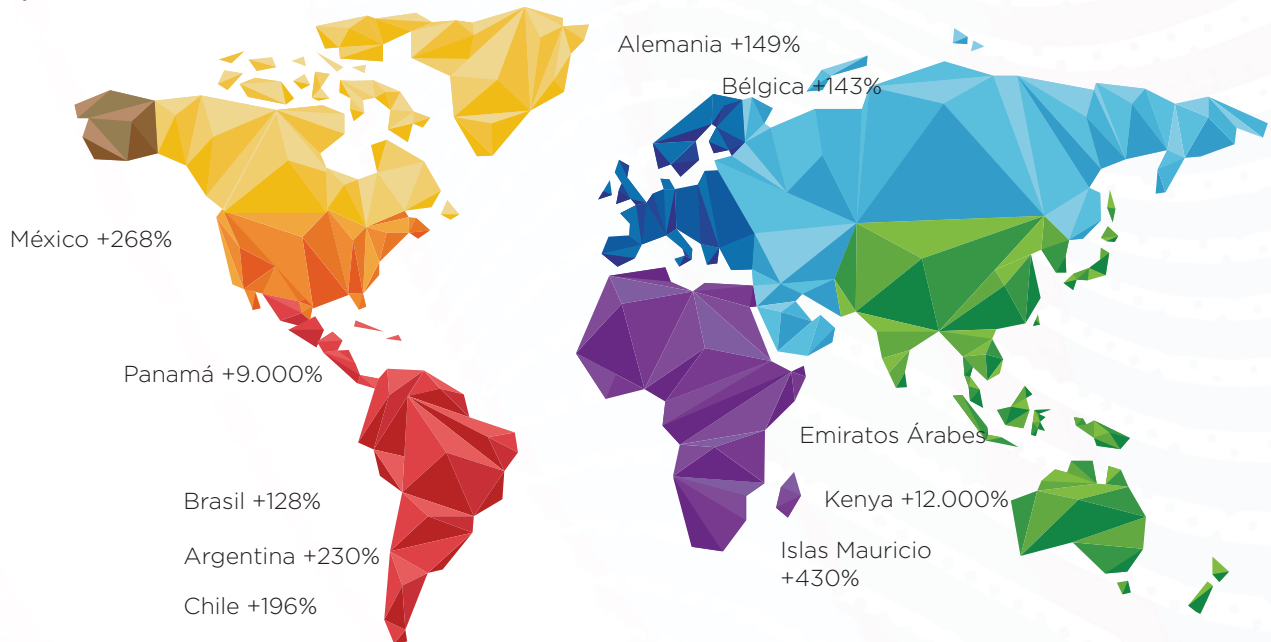 Alemania +149%
Bélgica +143%
México +268%
Panamá +9.000%
Emiratos Árabes
Brasil +128%
Kenya +12.000%
Argentina +230%
Islas Mauricio
+430%
Chile +196%